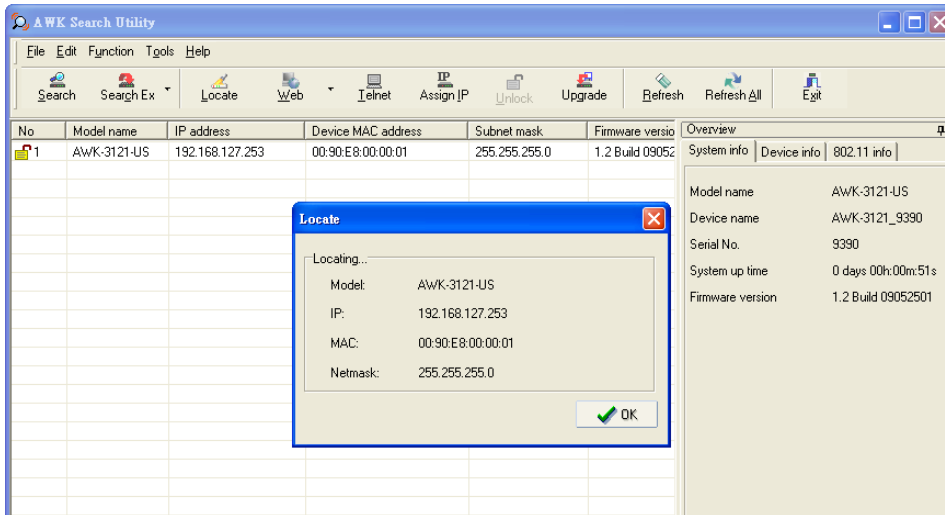 AWK Search Utility
File Edit Function Tools Help
Search Search Ex Locate Web Telnet Assign IP Unlock Upgrade Refresh Refresh All Exit
No Model name IP address Device MAC address Subnet mask Firmware versio
1 AWK-3121-US 192.168.127.253 00:90:E8:00:00:01 255.255.255.0 1.2 Build 09052
Overview
System info Device info 802.11 info
Model name AWK-3121-US
Device name AWK-3121_9390
Serial No. 9390
System up time 0 days 00h:00m:51s
Firmware version 1.2 Build 09052501
Locate
Locating...
Model: AWK-3121-US
IP: 192.168.127.253
MAC: 00:90:E8:00:00:01
Netmask: 255.255.255.0
OK